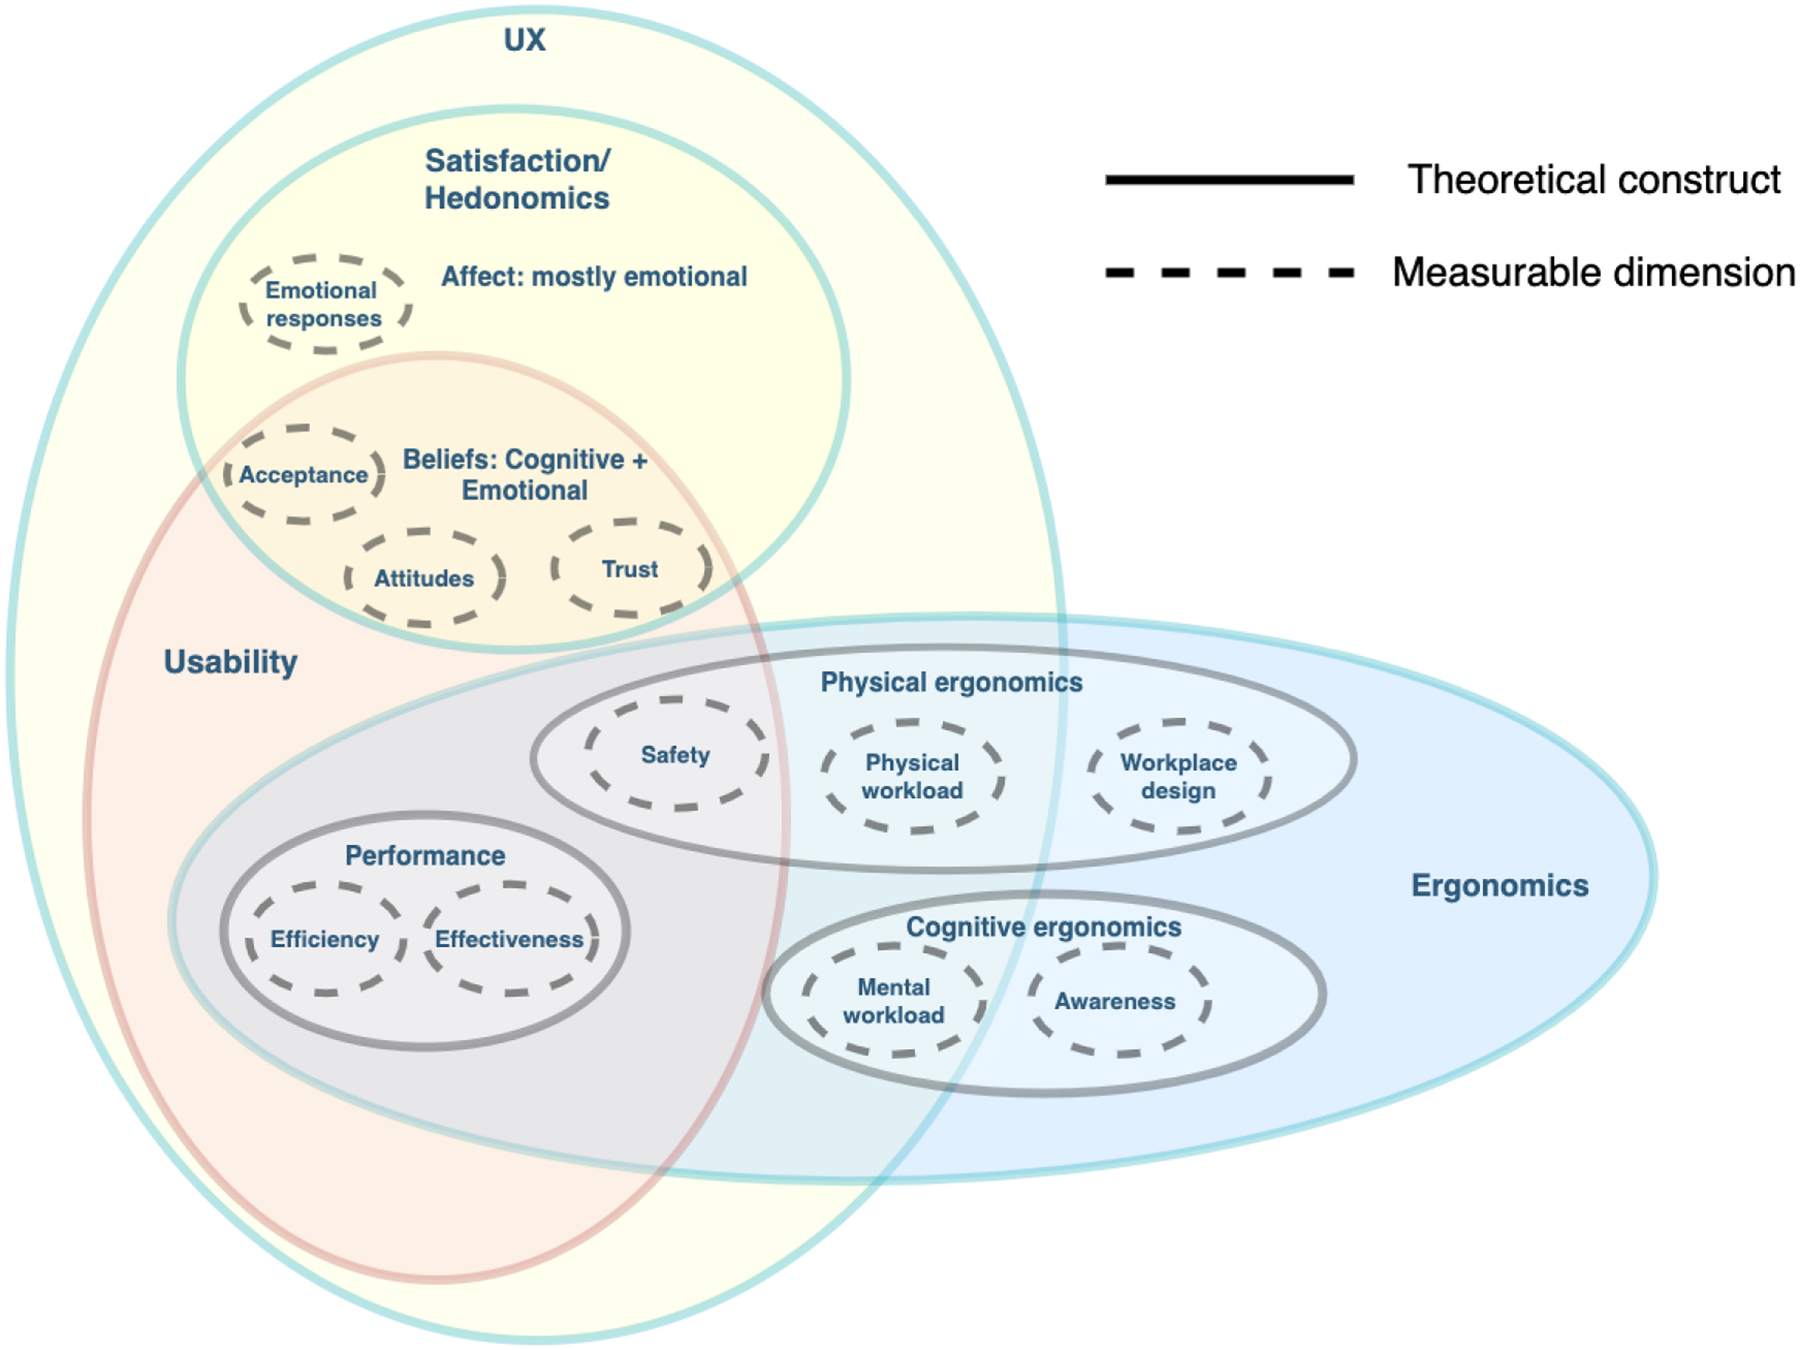 UX
Satisfaction/
Hedonomics
Affect: mostly emotional
Emotional
responses
Beliefs: Cognitive +
Emotional
Acceptance
Attitudes
Trust
Usability
Physical ergonomics
Safety
Physical
workload
Workplace
design
Performance
Efficiency
Effectiveness
Ergonomics
Cognitive ergonomics
Mental
workload
Awareness
Theoretical construct
Measurable dimension